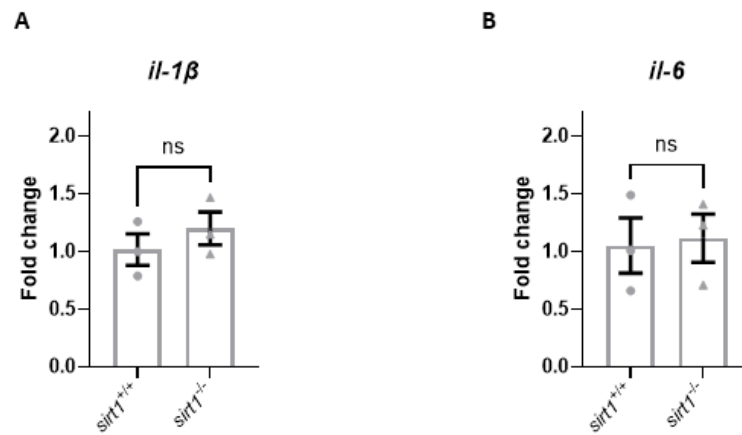 A
B
il-1β
il-6
2.0
1.5
1.0
0.5
0.0
Fold change
ns
sirt1+/+
sirt1-/-
2.0
1.5
1.0
0.5
0.0
Fold change
ns
sirt1+/+
sirt1-/-